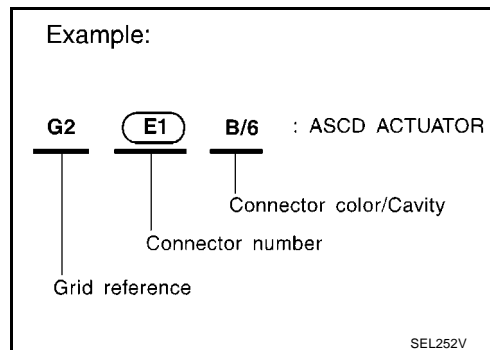 Example:
G2 E1 B/6 : ASCD ACTUATOR
Connector color/Cavity
Connector number
Grid reference
SEL252V